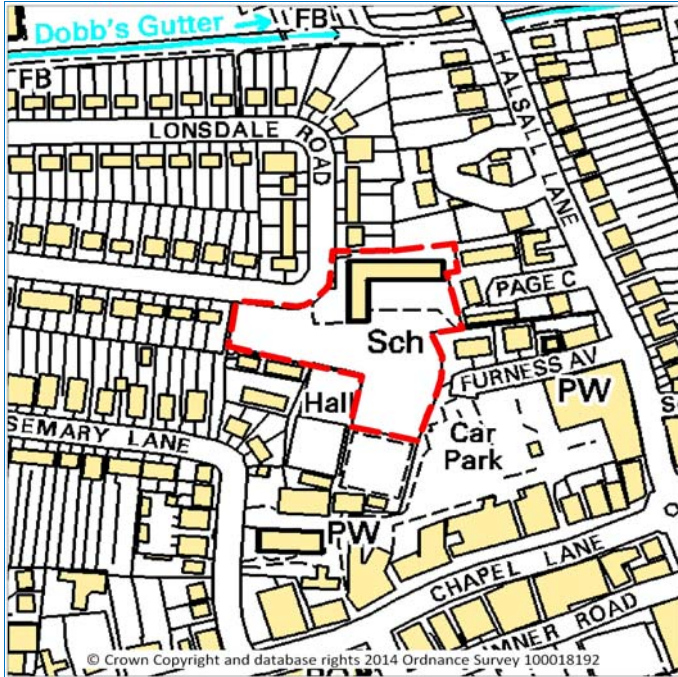 Dobb's Gutter
FB
FB
HALSALL LANE
LONSDALE ROAD
PAGE C
Sch
FURNESS AV
PW
Hall
S
SEMARY LANE
Car
Park
PW
CHAPEL LANE
MNER ROAD
© Crown Copyright and database rights 2014 Ordnance Survey 100018192